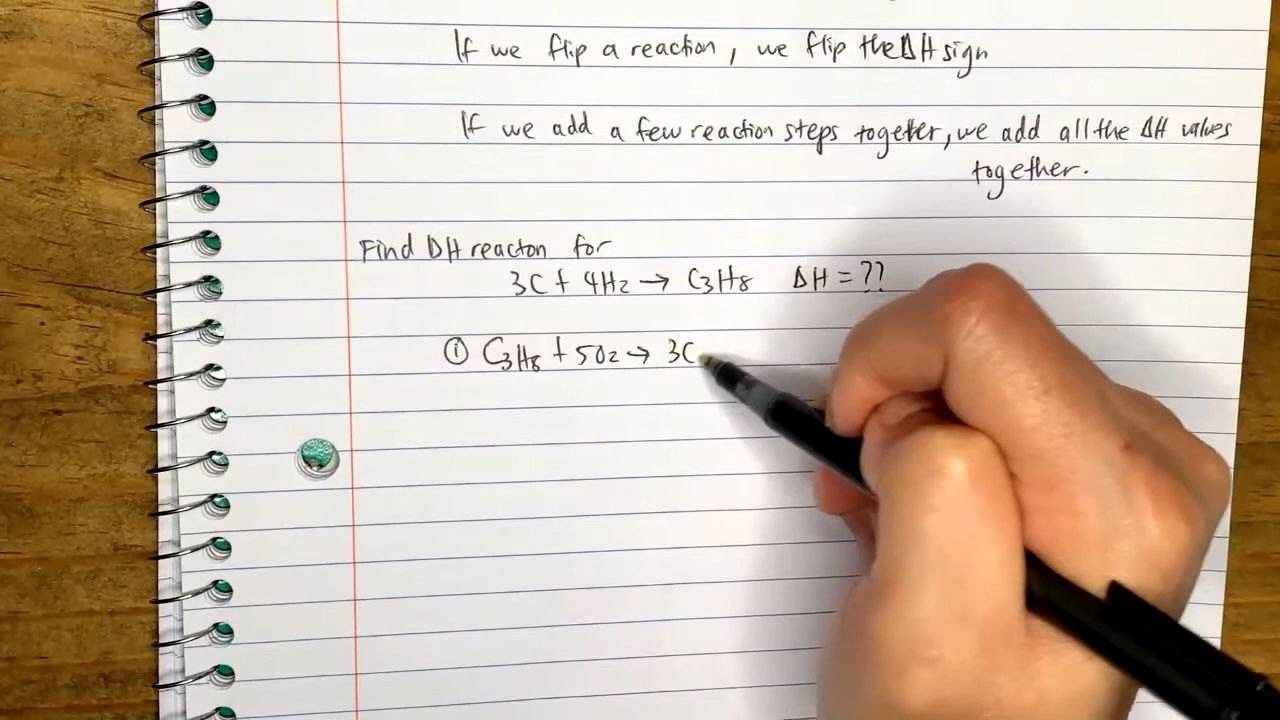 If we flip a reaction, we flip the ΔH sign
If we add a few reaction steps together, we add all the ΔH values
together.
Find ΔH reacton for
3C + 4H2 → C3H8 ΔH = ??
① C3H8 + 5O2 → 3C